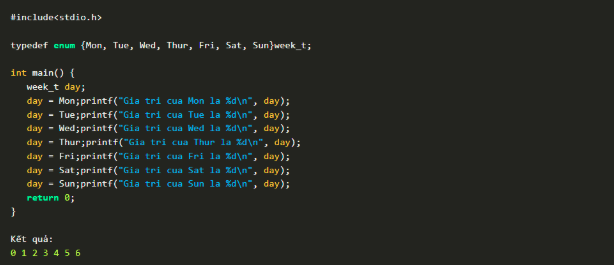 #include<stdio.h>
typedef enum {Mon, Tue, Wed, Thur, Fri, Sat, Sun}week_t;
int main() {
week_t day;
day = Mon;printf("Gia tri cua Mon la %d\n", day);
day = Tue;printf("Gia tri cua Tue la %d\n", day);
day = Wed;printf("Gia tri cua Wed la %d\n", day);
day = Thur;printf("Gia tri cua Thur la %d\n", day);
day = Fri;printf("Gia tri cua Fri la %d\n", day);
day = Sat;printf("Gia tri cua Sat la %d\n", day);
day = Sun;printf("Gia tri cua Sun la %d\n", day);
return 0;
}
Kết quả:
0 1 2 3 4 5 6